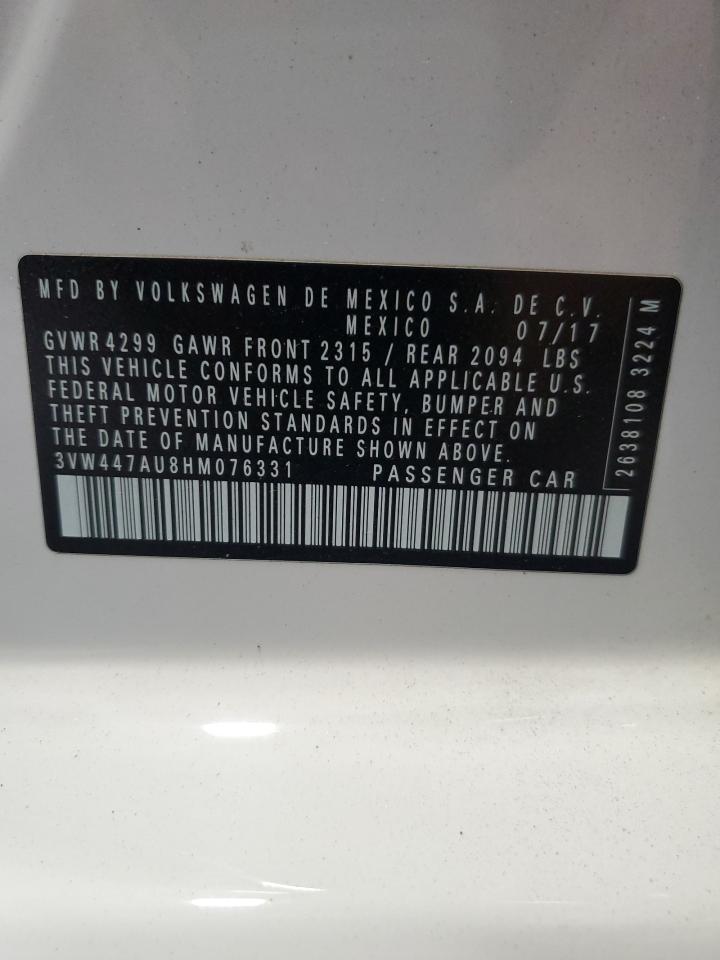 MFD BY VOLKSWAGEN DE MEXICO S.A. DE C.V.
MEXICO 07/17
GVWR 4299 GAWR FRONT 2315 / REAR 2094 LBS
THIS VEHICLE CONFORMS TO ALL APPLICABLE U.S.
FEDERAL MOTOR VEHICLE SAFETY, BUMPER AND
THEFT PREVENTION STANDARDS IN EFFECT ON
THE DATE OF MANUFACTURE SHOWN ABOVE.
3VW447AU8HM076331 PASSENGER CAR
2638108 3224 M